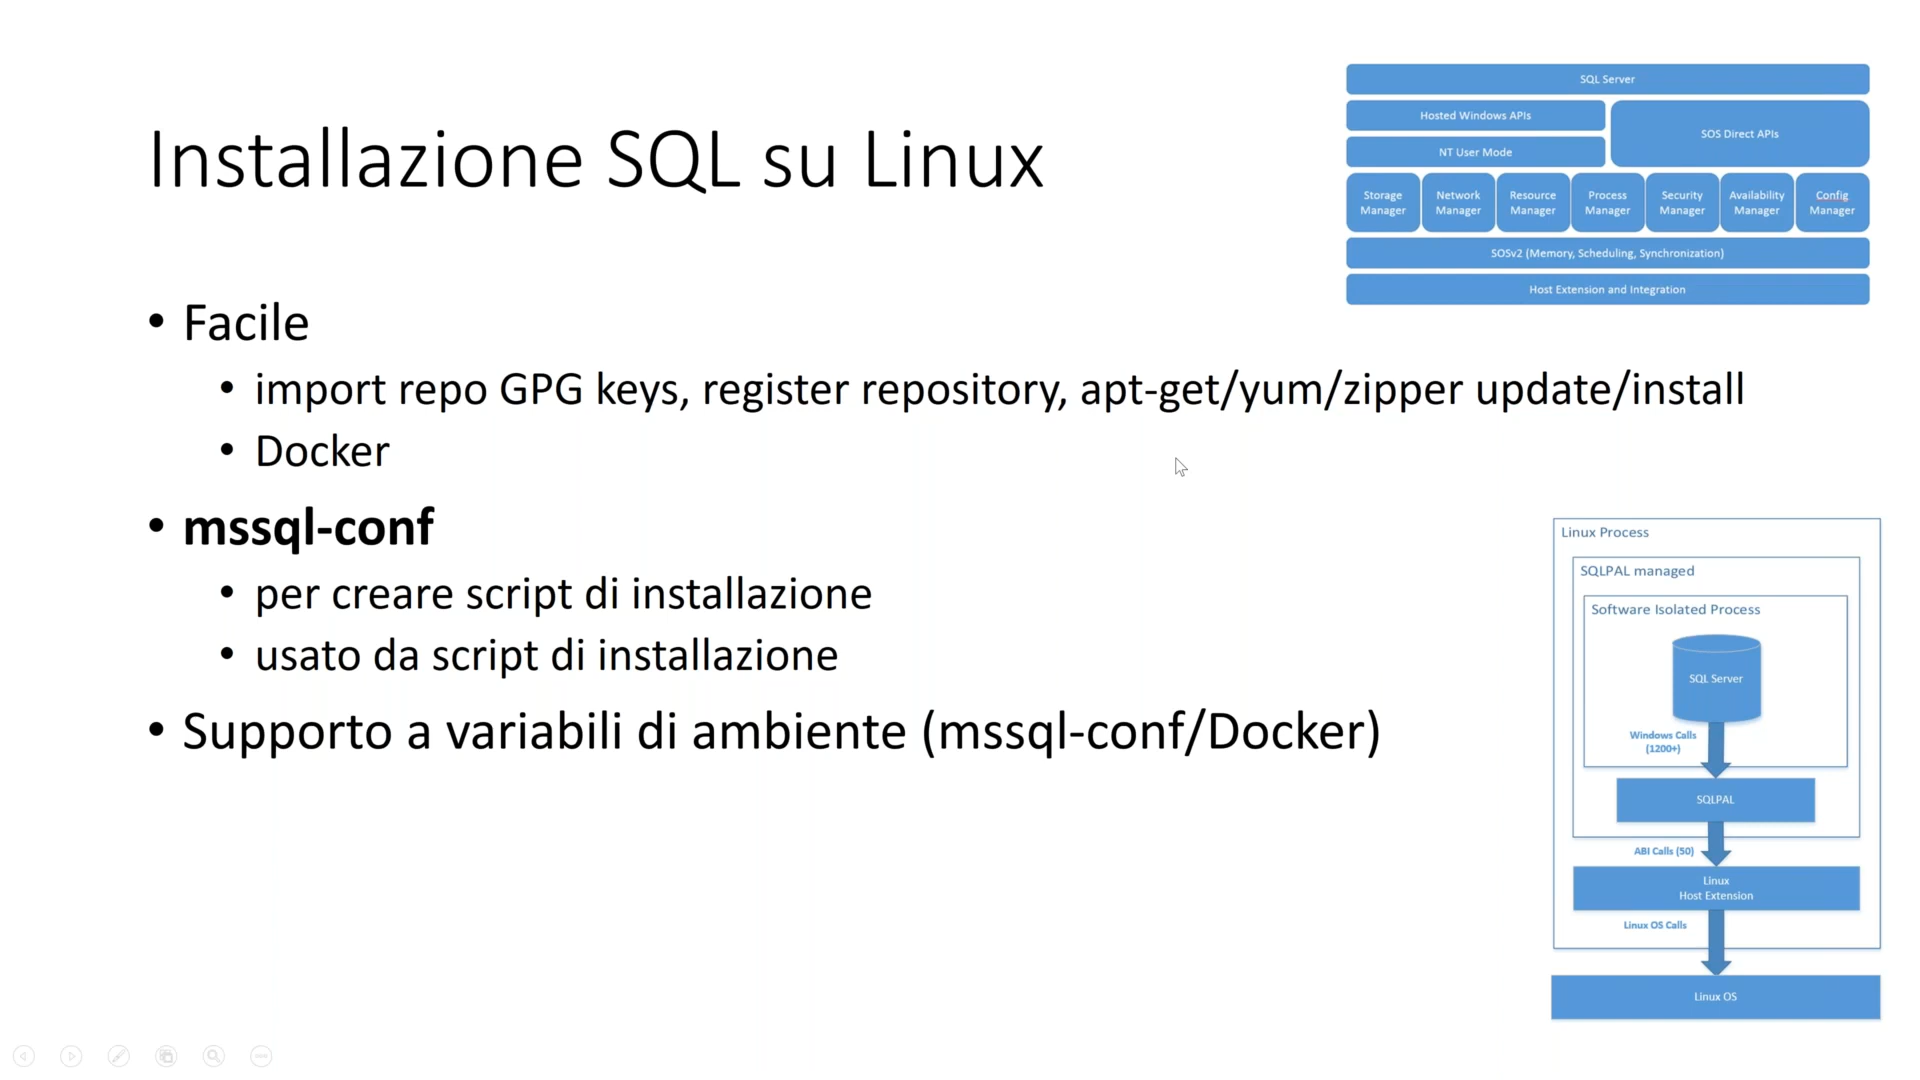 Installazione SQL su Linux
• Facile
• import repo GPG keys, register repository, apt-get/yum/zipper update/install
• Docker
• mssql-conf
• per creare script di installazione
• usato da script di installazione
• Supporto a variabili di ambiente (mssql-conf/Docker)
SQL Server
Hosted Windows APIs
SOS Direct APIs
NT User Mode
Storage Manager
Network Manager
Resource Manager
Process Manager
Security Manager
Availability Manager
Config Manager
SOSv2 (Memory, Scheduling, Synchronization)
Host Extension and Integration
Linux Process
SQLPAL managed
Software Isolated Process
SQL Server
Windows Calls
(1200+)
SQLPAL
ABI Calls (50)
Linux
Host Extension
Linux OS Calls
Linux OS